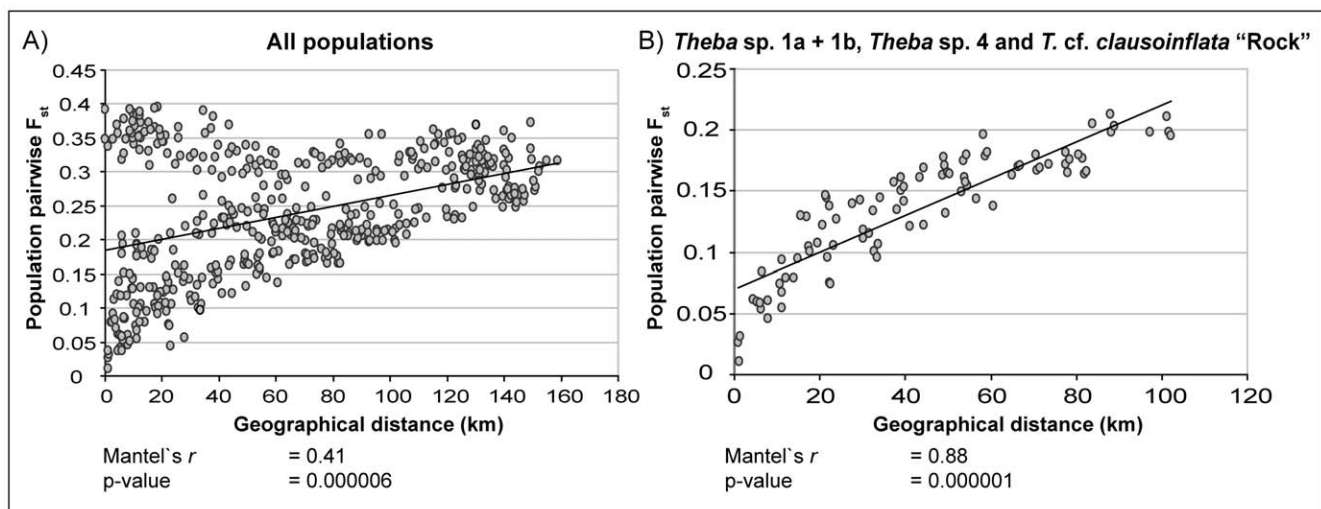 A) All populations
0.45
0.4
0.35
0.3
0.25
0.2
0.15
0.1
0.05
0
Population pairwise Fst
0 20 40 60 80 100 120 140 160 180
Geographical distance (km)
Mantel`s r = 0.41
p-value = 0.000006
B) Theba sp. 1a + 1b, Theba sp. 4 and T. cf. clausoinflata “Rock”
0.25
0.2
0.15
0.1
0.05
0
Population pairwise Fst
0 20 40 60 80 100 120
Geographical distance (km)
Mantel`s r = 0.88
p-value = 0.000001